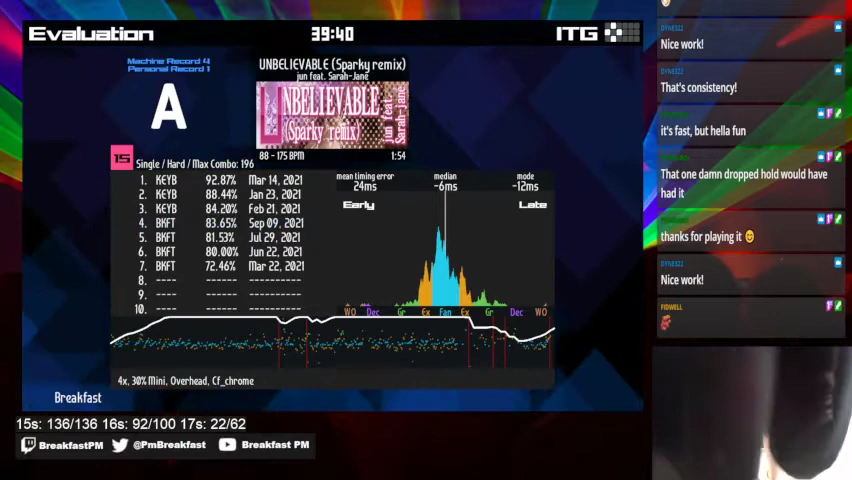 Evaluation
39:40
ITG
Machine Record 4
Personal Record 1
A
UNBELIEVABLE (Sparky remix)
jun feat. Sarah-Jane
UNBELIEVABLE
(Sparky remix)
jun feat.
Sarah-Jane
88 - 175 BPM
1:54
15
Single / Hard / Max Combo: 196
1. KEYB 92.87% Mar 14, 2021
2. KEYB 88.44% Jan 23, 2021
3. KEYB 84.20% Feb 21, 2021
4. BKFT 83.65% Sep 09, 2021
5. BKFT 81.53% Jul 29, 2021
6. BKFT 80.00% Jun 22, 2021
7. BKFT 72.46% Mar 22, 2021
8. ---- ---- ----------
9. ---- ---- ----------
10. ---- ---- ----------
mean timing error
24ms
median
-6ms
mode
-12ms
Early
Late
WO Dec Gr Ex Fan Ex Gr Dec WO
4x, 30% Mini, Overhead, Cf_chrome
Breakfast
15s: 136/136 16s: 92/100 17s: 22/62
BreakfastPM
@PmBreakfast
Breakfast PM
Nice work!
That's consistency!
it's fast, but hella fun
That one damn dropped hold would have
had it
thanks for playing it
Nice work!
FIDWELL